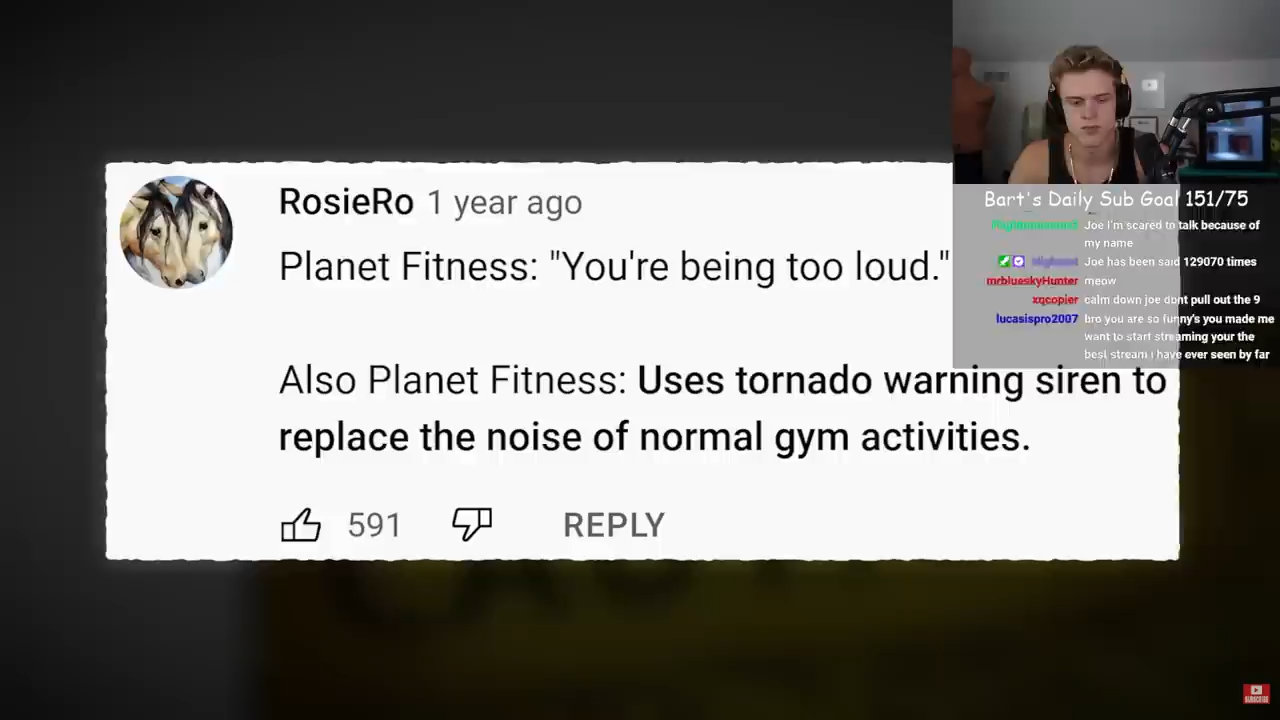 RosieRo 1 year ago
Planet Fitness: "You're being too loud."
Also Planet Fitness: Uses tornado warning siren to
replace the noise of normal gym activities.
591
REPLY
Bart's Daily Sub Goal 151/75
Joe I'm scared to talk because of
my name
Joe has been said 129070 times
mrblueskyHunter meow
xqcopier calm down joe dont pull out the 9
lucasispro2007 bro you are so funny's you made me
want to start streaming your the
best stream i have ever seen by far
SUBSCRIBE